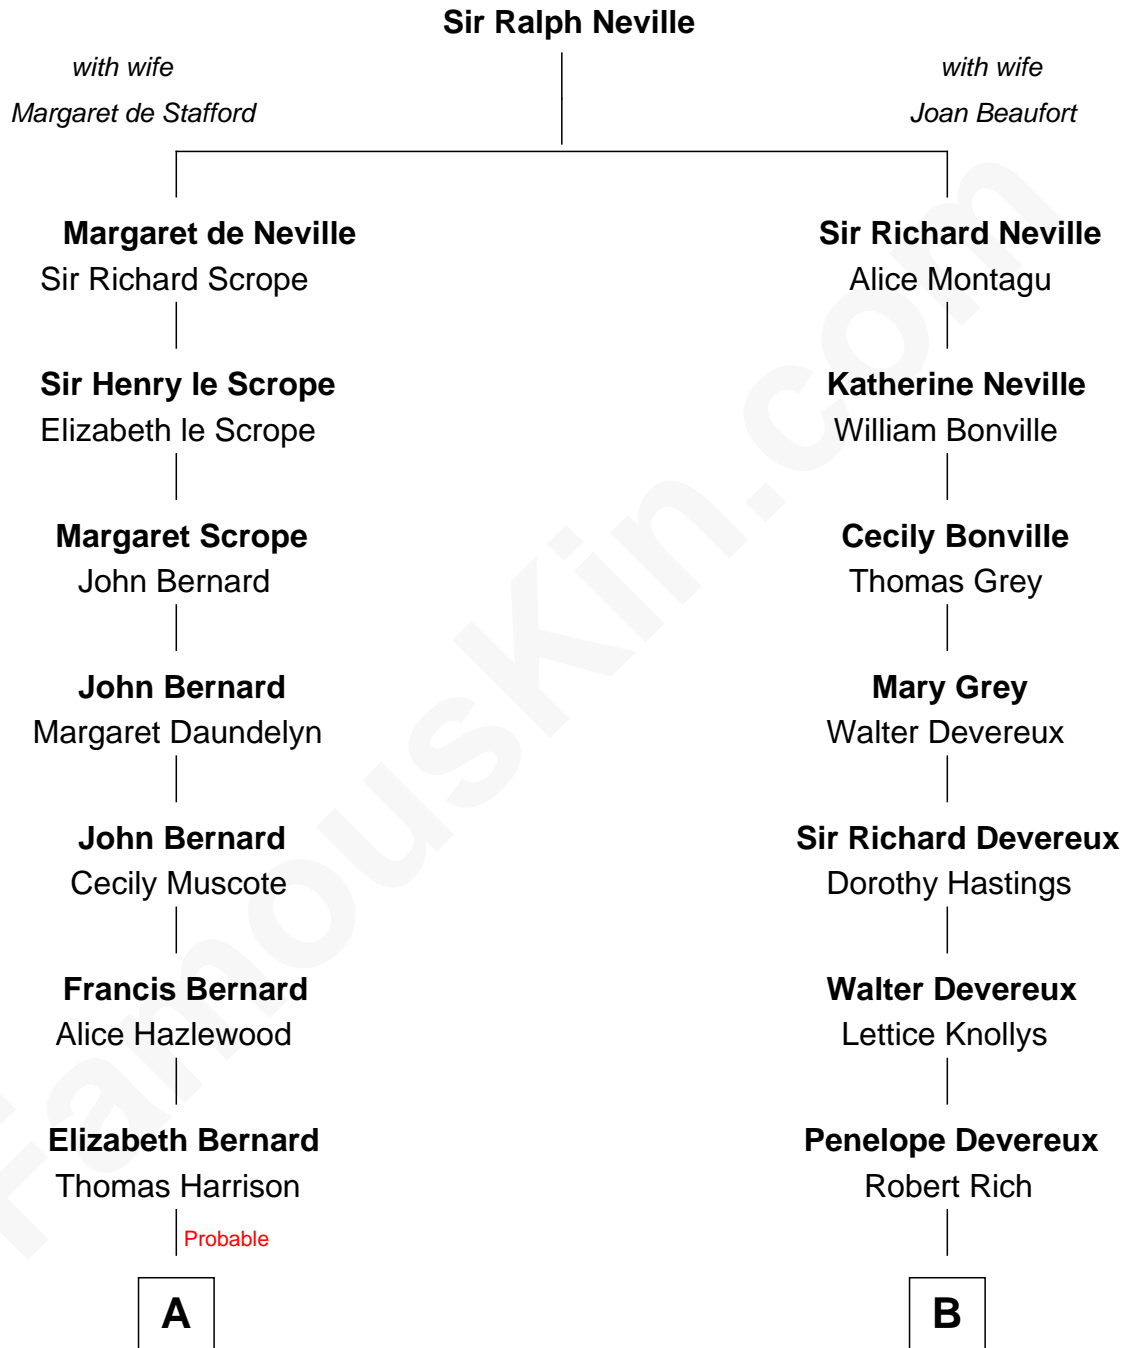 Sir Ralph Neville
with wife
Margaret de Stafford
with wife
Joan Beaufort
Margaret de Neville
Sir Richard Scrope
Sir Richard Neville
Alice Montagu
Sir Henry le Scrope
Elizabeth le Scrope
Katherine Neville
William Bonville
Margaret Scrope
John Bernard
Cecily Bonville
Thomas Grey
John Bernard
Margaret Daundelyn
Mary Grey
Walter Devereux
John Bernard
Cecily Muscote
Sir Richard Devereux
Dorothy Hastings
Francis Bernard
Alice Hazlewood
Walter Devereux
Lettice Knollys
Elizabeth Bernard
Thomas Harrison
Penelope Devereux
Robert Rich
Probable
A
B
FamousKin.com